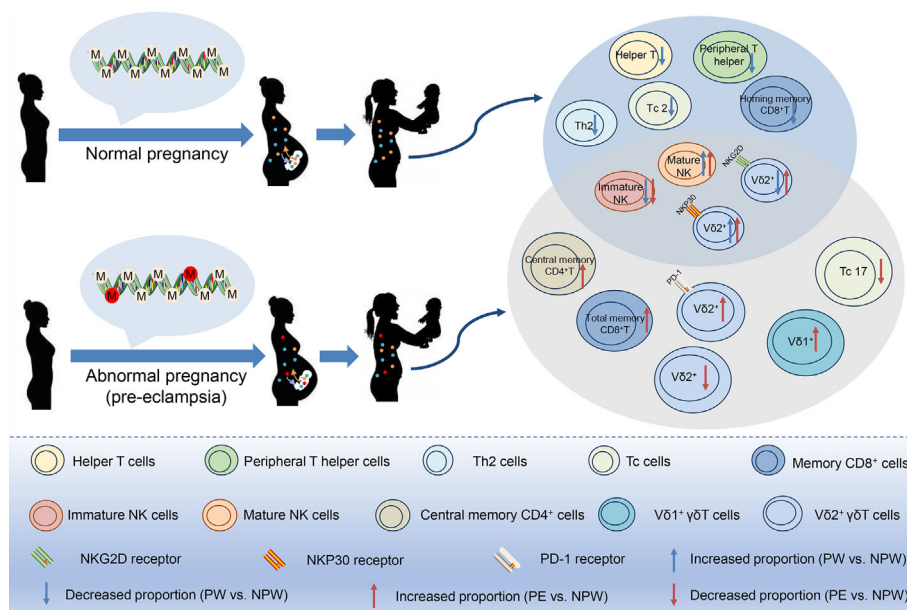 M M M M M
M M M M M
Normal pregnancy
M M M M M
M M M M M
Abnormal pregnancy
(pre-eclampsia)
Helper T
Peripheral T
helper
Th2
Tc 2
Homing memory
CD8⁺T
Mature
NK
NKG2D
Vδ2⁺
Immature
NK
NKP30
Vδ2⁺
Central memory
CD4⁺T
Total memory
CD8⁺T
PD-1
Vδ2⁺
Vδ2⁺
Tc 17
Vδ1⁺
Helper T cells
Peripheral T helper cells
Th2 cells
Tc cells
Memory CD8⁺ cells
Immature NK cells
Mature NK cells
Central memory CD4⁺ cells
Vδ1⁺ γδT cells
Vδ2⁺ γδT cells
NKG2D receptor
NKP30 receptor
PD-1 receptor
Increased proportion (PW vs. NPW)
Decreased proportion (PW vs. NPW)
Increased proportion (PE vs. NPW)
Decreased proportion (PE vs. NPW)